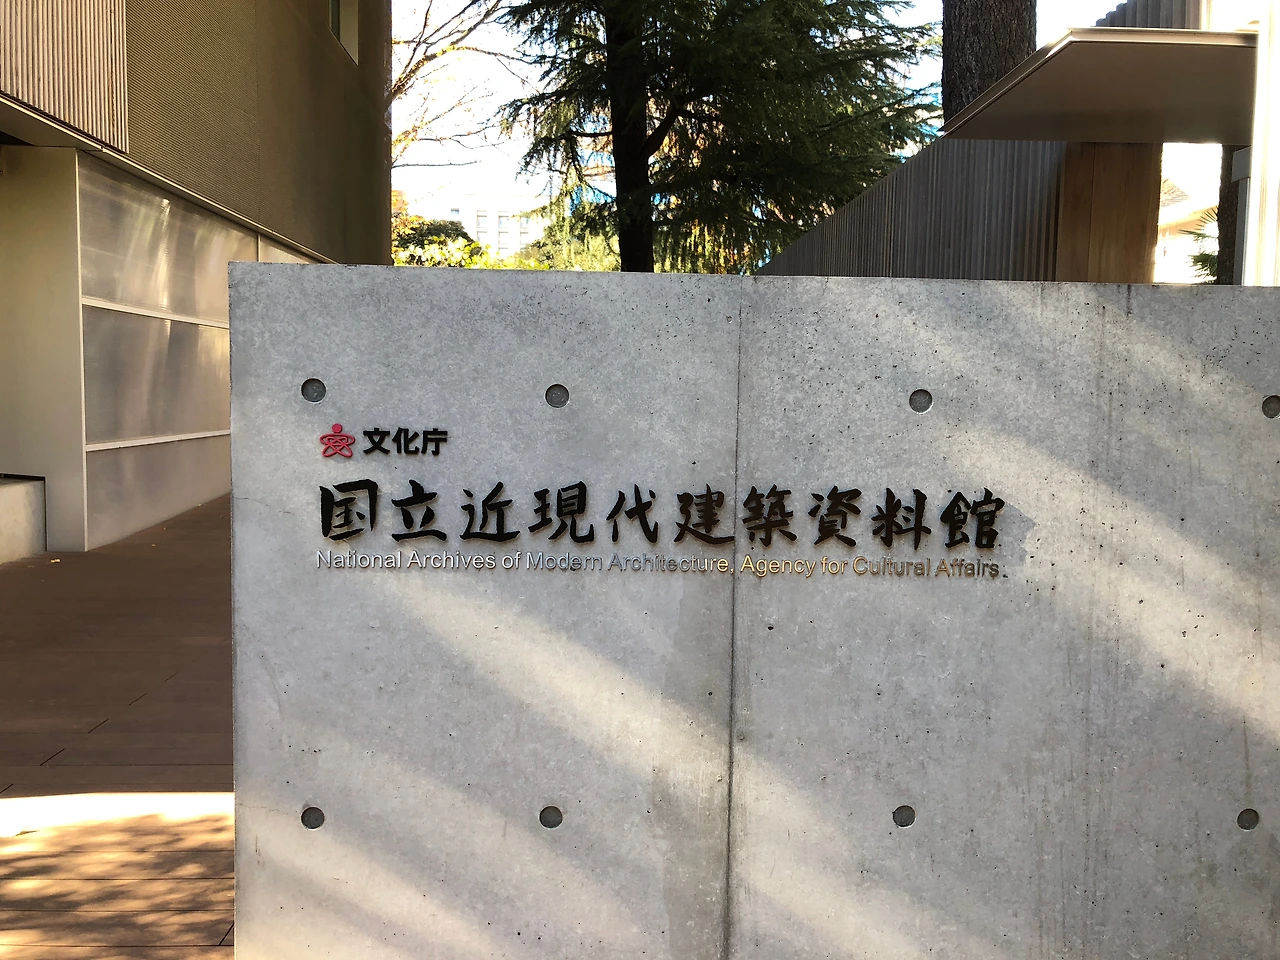 文化庁
国立近現代建築資料館
National Archives of Modern Architecture, Agency for Cultural Affairs.